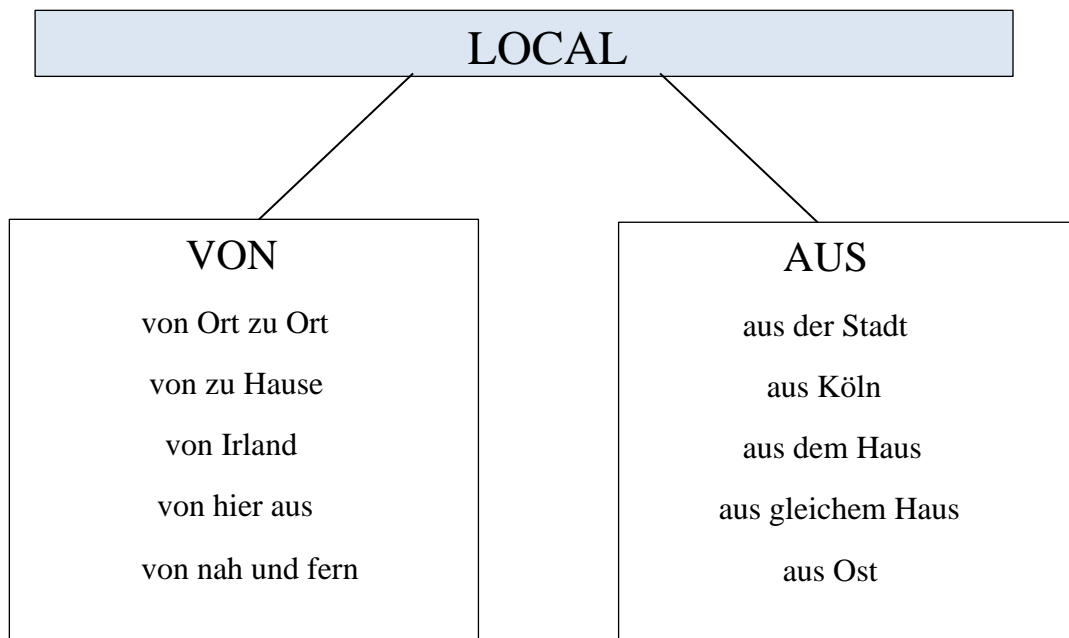 LOCAL
VON
von Ort zu Ort
von zu Hause
von Irland
von hier aus
von nah und fern
AUS
aus der Stadt
aus Köln
aus dem Haus
aus gleichem Haus
aus Ost